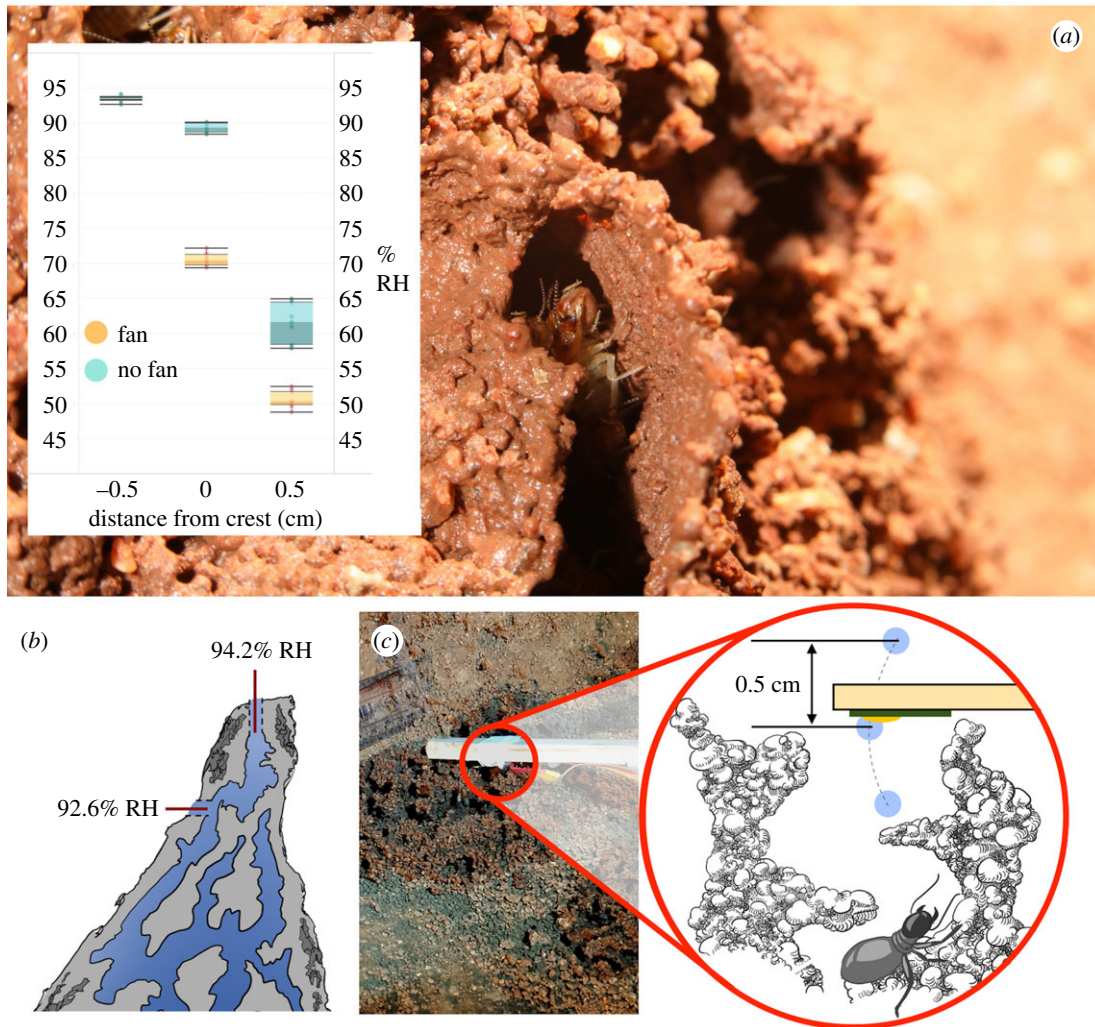 (a)
95 95
90 90
85 85
80 80
75 75
70 70
65 65
60 60
55 55
50 50
45 45
% RH
fan
no fan
–0.5 0 0.5
distance from crest (cm)
(b)
94.2% RH
92.6% RH
(c)
0.5 cm